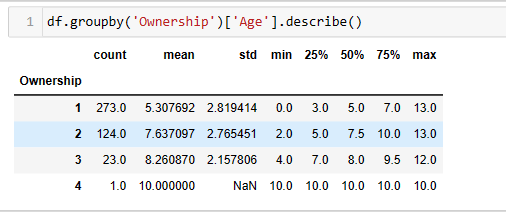 1 df.groupby('Ownership')['Age'].describe()
count mean std min 25% 50% 75% max
Ownership
1 273.0 5.307692 2.819414 0.0 3.0 5.0 7.0 13.0
2 124.0 7.637097 2.765451 2.0 5.0 7.5 10.0 13.0
3 23.0 8.260870 2.157806 4.0 7.0 8.0 9.5 12.0
4 1.0 10.000000 NaN 10.0 10.0 10.0 10.0 10.0